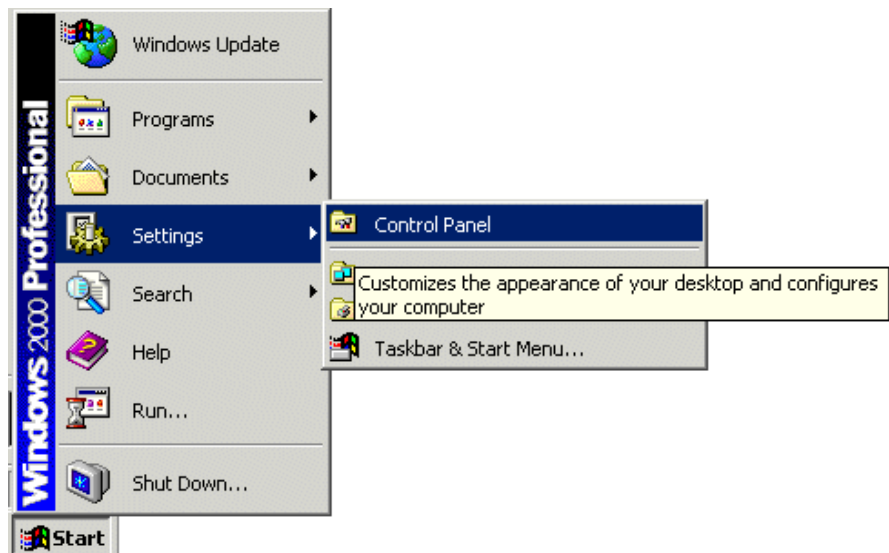 Windows 2000 Professional
Windows Update
Programs
Documents
Settings
Search
Help
Run...
Shut Down...
Start
Control Panel
Customizes the appearance of your desktop and configures
your computer
Taskbar & Start Menu...